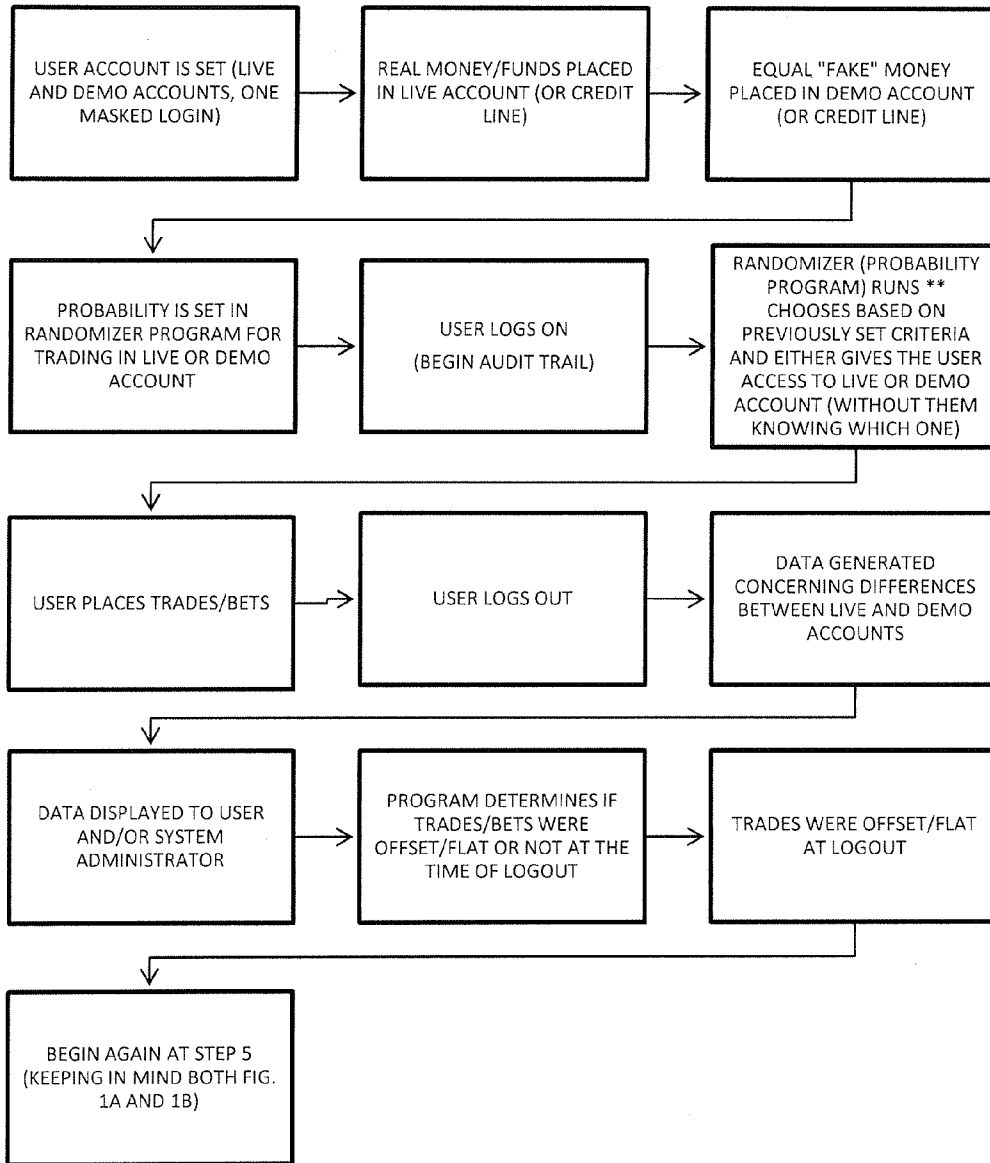 USER ACCOUNT IS SET (LIVE
AND DEMO ACCOUNTS, ONE
MASKED LOGIN)
REAL MONEY/FUNDS PLACED
IN LIVE ACCOUNT (OR CREDIT
LINE)
EQUAL "FAKE" MONEY
PLACED IN DEMO ACCOUNT
(OR CREDIT LINE)
PROBABILITY IS SET IN
RANDOMIZER PROGRAM FOR
TRADING IN LIVE OR DEMO
ACCOUNT
USER LOGS ON
(BEGIN AUDIT TRAIL)
RANDOMIZER (PROBABILITY
PROGRAM) RUNS **
CHOOSES BASED ON
PREVIOUSLY SET CRITERIA
AND EITHER GIVES THE USER
ACCESS TO LIVE OR DEMO
ACCOUNT (WITHOUT THEM
KNOWING WHICH ONE)
USER PLACES TRADES/BETS
USER LOGS OUT
DATA GENERATED
CONCERNING DIFFERENCES
BETWEEN LIVE AND DEMO
ACCOUNTS
DATA DISPLAYED TO USER
AND/OR SYSTEM
ADMINISTRATOR
PROGRAM DETERMINES IF
TRADES/BETS WERE
OFFSET/FLAT OR NOT AT THE
TIME OF LOGOUT
TRADES WERE OFFSET/FLAT
AT LOGOUT
BEGIN AGAIN AT STEP 5
(KEEPING IN MIND BOTH FIG.
1A AND 1B)